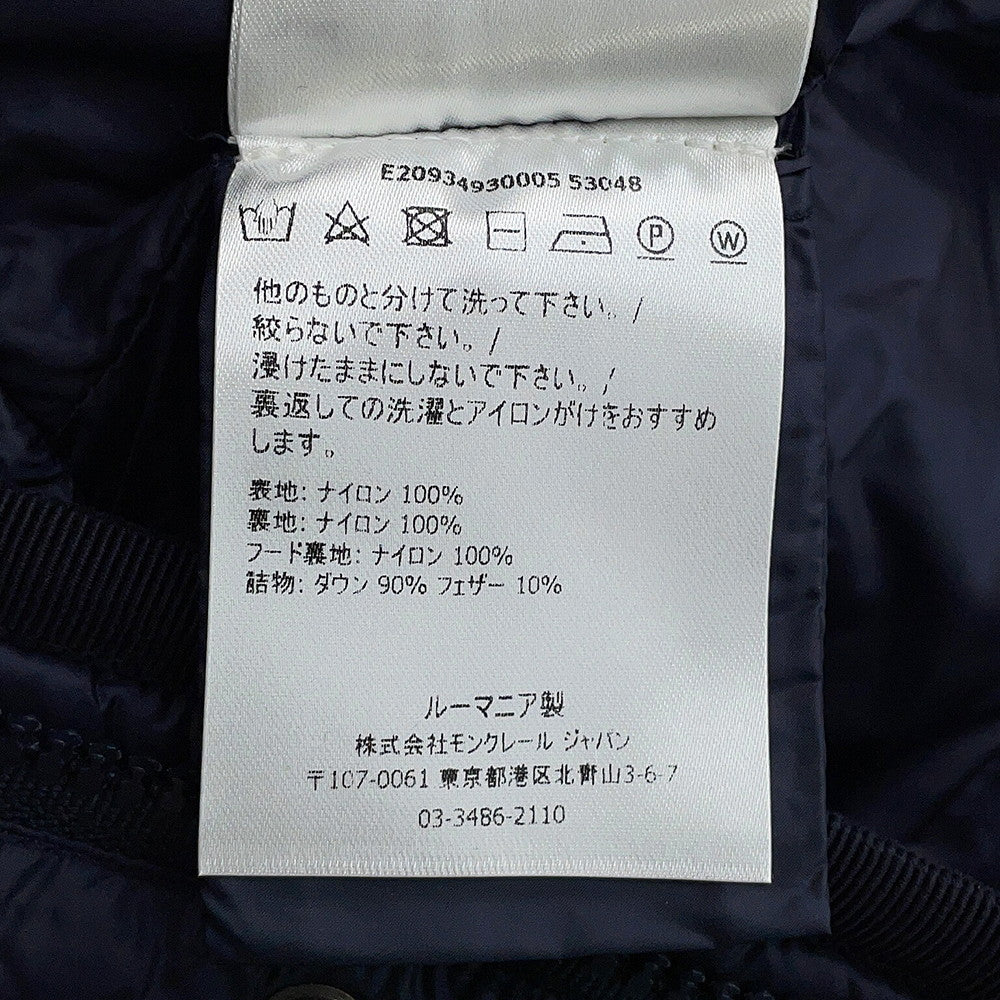 E20934930005 53048
P W
他のものと分けて洗って下さい。/
絞らないで下さい。/
浸けたままにしないで下さい。/
裏返しての洗濯とアイロンがけをおすすめ
します。
表地: ナイロン 100%
裏地: ナイロン 100%
フード裏地: ナイロン 100%
詰物: ダウン 90% フェザー 10%
ルーマニア製
株式会社モンクレール ジャパン
〒107-0061 東京都港区北青山3-6-7
03-3486-2110